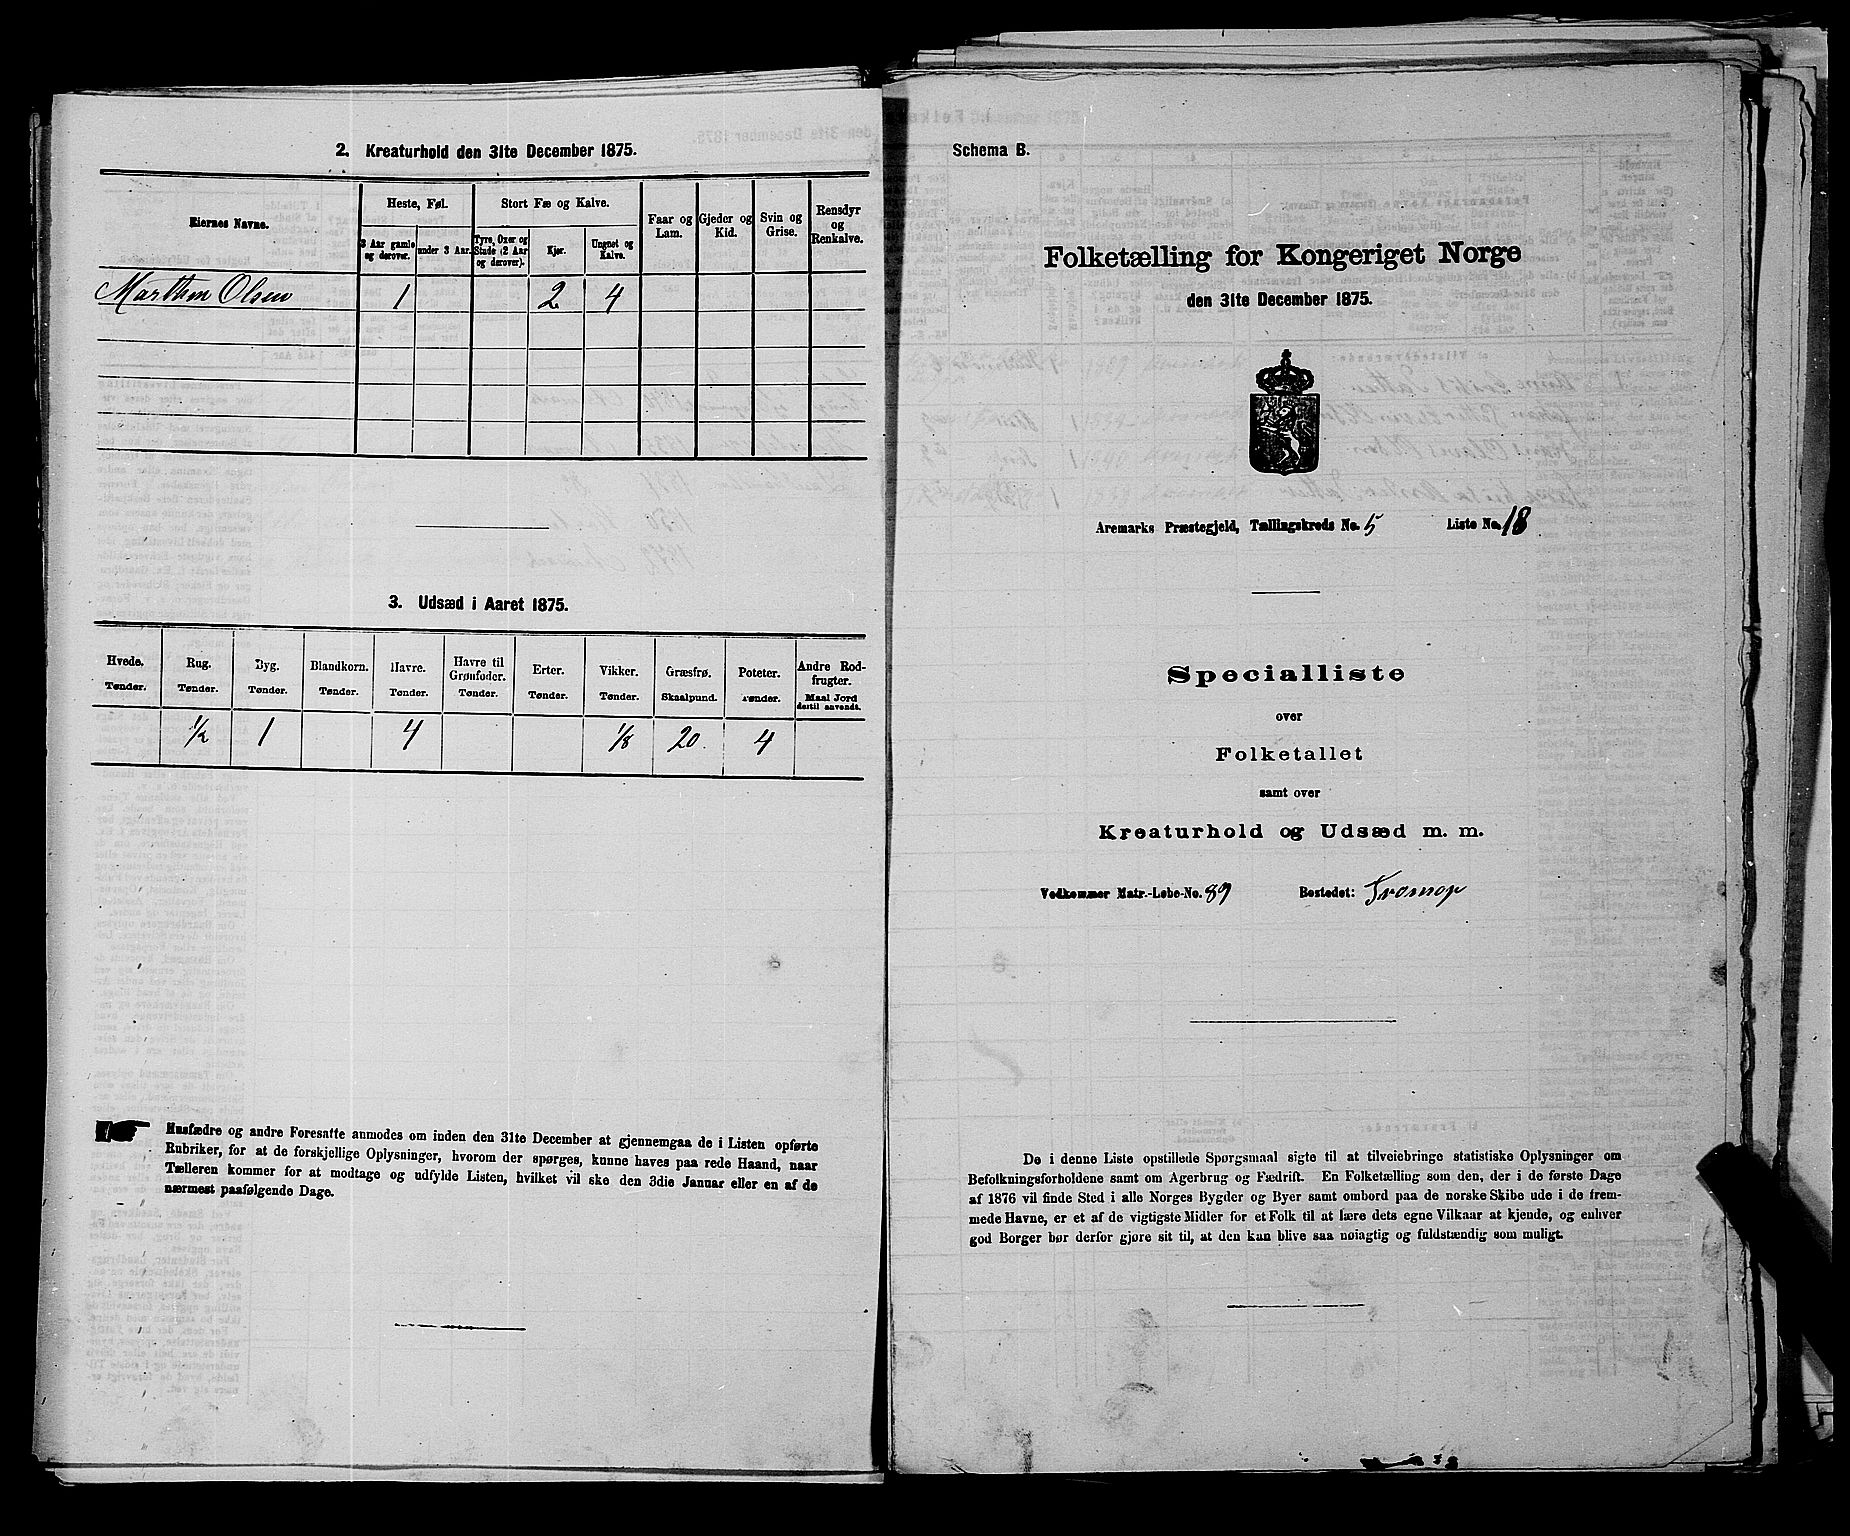 2. Kreaturhold den 31te December 1875.
Eiernes Navne.
Heste, Føl.
Stort Fæ og Kalve.
Faar og Lam.
Gjeder og Kid.
Svin og Grise.
Rensdyr og Renkalve.
3 Aar gamle og derover.
under 3 Aar.
Tyre, Oxer og Stude (2 Aar og derover).
Kjør.
Ungnet og Kalve.
Marthin Olsen 1 2 4
3. Udsæd i Aaret 1875.
Hvede. Rug. Byg. Blandkorn. Havre. Havre til Grønfoder. Erter. Vikker. Græsfrø. Poteter. Andre Rodfrugter.
Tønder. Tønder. Tønder. Tønder. Tønder. Tønder. Tønder. Tønder. Skaalpund. Tønder. Maal Jord dertil anvendt.
1/2 1 4 1/8 20. 4
Husfædre og andre Foresatte anmodes om inden den 31te December at gjennemgaa de i Listen opførte
Rubriker, for at de forskjellige Oplysninger, hvorom der spørges, kunne haves paa rede Haand, naar
Tælleren kommer for at modtage og udfylde Listen, hvilket vil ske den 3die Januar eller en af de
nærmest paafølgende Dage.
Schema B.
Folketælling for Kongeriget Norge
den 31te December 1875.
Aremarks Præstegjeld, Tællingskreds No. 5 Liste No. 18
Specialliste
over
Folketallet
samt over
Kreaturhold og Udsæd m. m.
Vedkommer Matr.-Løbe-No. 89 Bostedet:
De i denne Liste opstillede Spørgsmaal sigte til at tilveiebringe statistiske Oplysninger om
Befolkningsforholdene samt om Agerbrug og Fædrift. En Folketælling som den, der i de første Dage
af 1876 vil finde Sted i alle Norges Bygder og Byer samt ombord paa de norske Skibe ude i de frem-
mede Havne, er et af de vigtigste Midler for et Folk til at lære dets egne Vilkaar at kjende, og enhver
god Borger bør derfor gjøre sit til, at den kan blive saa nøiagtig og fuldstændig som muligt.